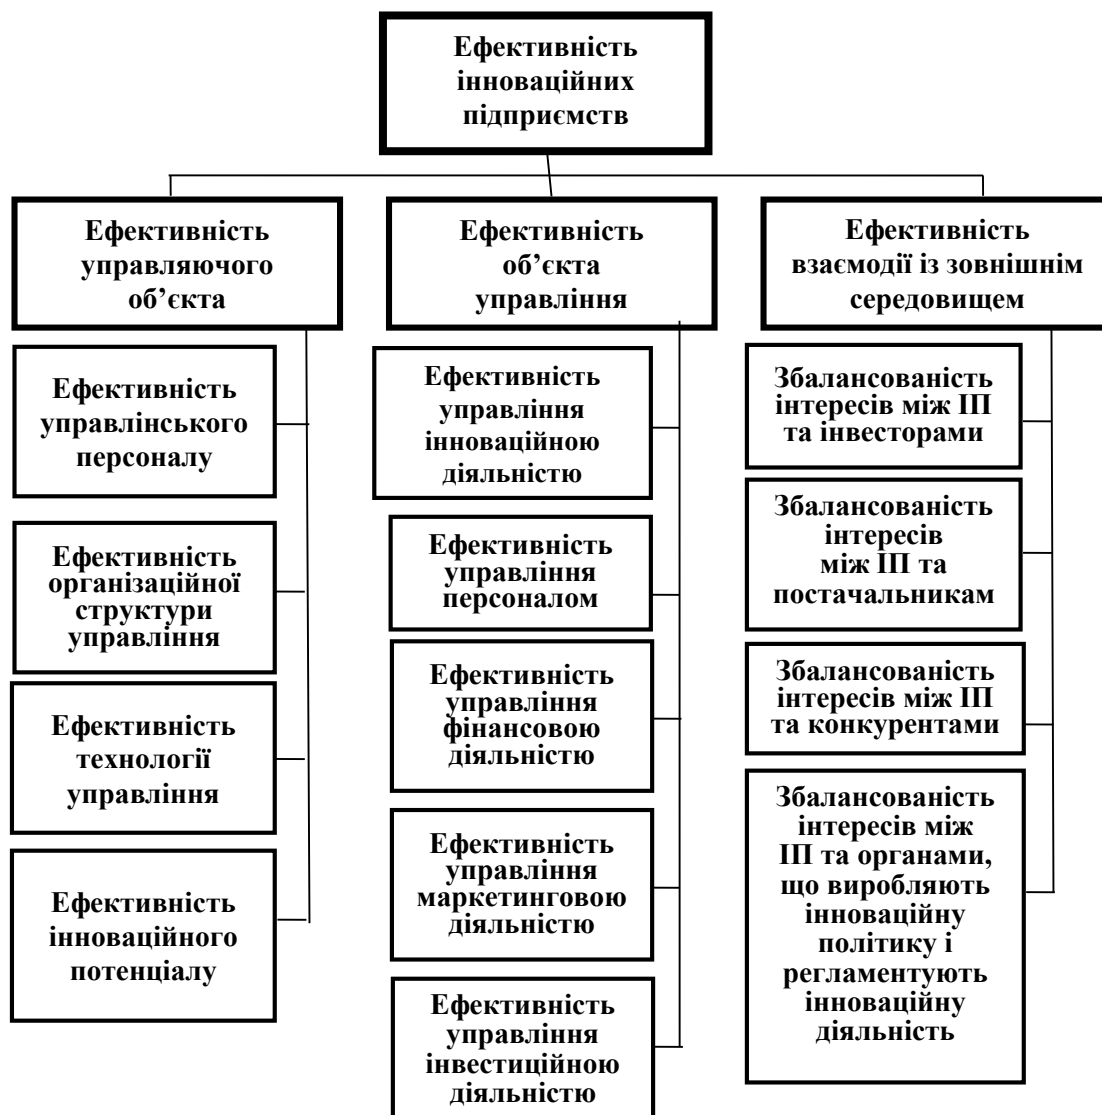 Ефективність
інноваційних
підприємств
Ефективність
управляючого
об’єкта
Ефективність
управлінського
персоналу
Ефективність
організаційної
структури
управління
Ефективність
технології
управління
Ефективність
інноваційного
потенціалу
Ефективність
об’єкта
управління
Ефективність
управління
інноваційною
діяльністю
Ефективність
управління
персоналом
Ефективність
управління
фінансовою
діяльністю
Ефективність
управління
маркетинговою
діяльністю
Ефективність
управління
інвестиційною
діяльністю
Ефективність
взаємодії із зовнішнім
середовищем
Збалансованість
інтересів між ІП
та інвесторами
Збалансованість
інтересів
між ІП та
постачальникам
Збалансованість
інтересів між ІП
та конкурентами
Збалансованість
інтересів між
ІП та органами,
що виробляють
інноваційну
політику і
регламентують
інноваційну
діяльність